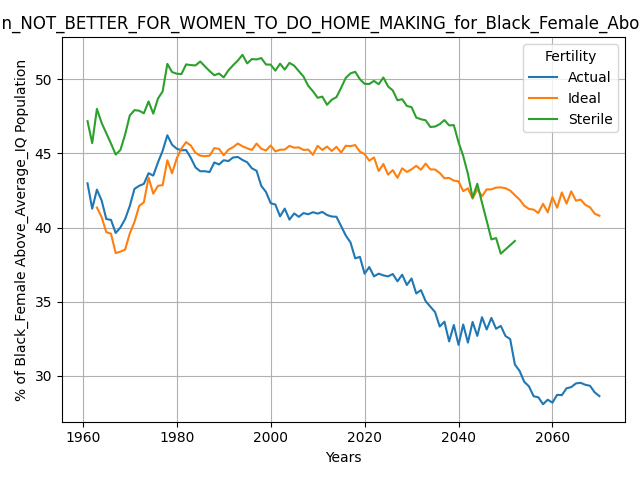 n_NOT_BETTER_FOR_WOMEN_TO_DO_HOME_MAKING_for_Black_Female_Abo
Fertility
Actual
Ideal
Sterile
% of Black_Female Above_Average_IQ Population
50
45
40
35
30
1960
1980
2000
2020
2040
2060
Years